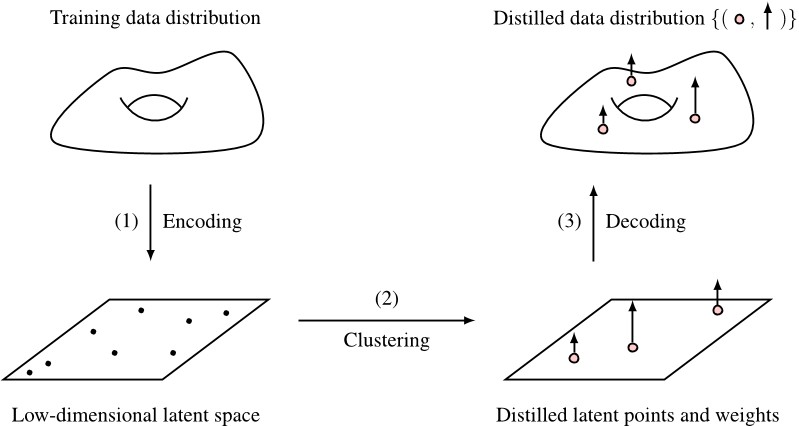 Training data distribution
Distilled data distribution {( , )}
(1) Encoding
(3) Decoding
(2)
Clustering
Low-dimensional latent space
Distilled latent points and weights